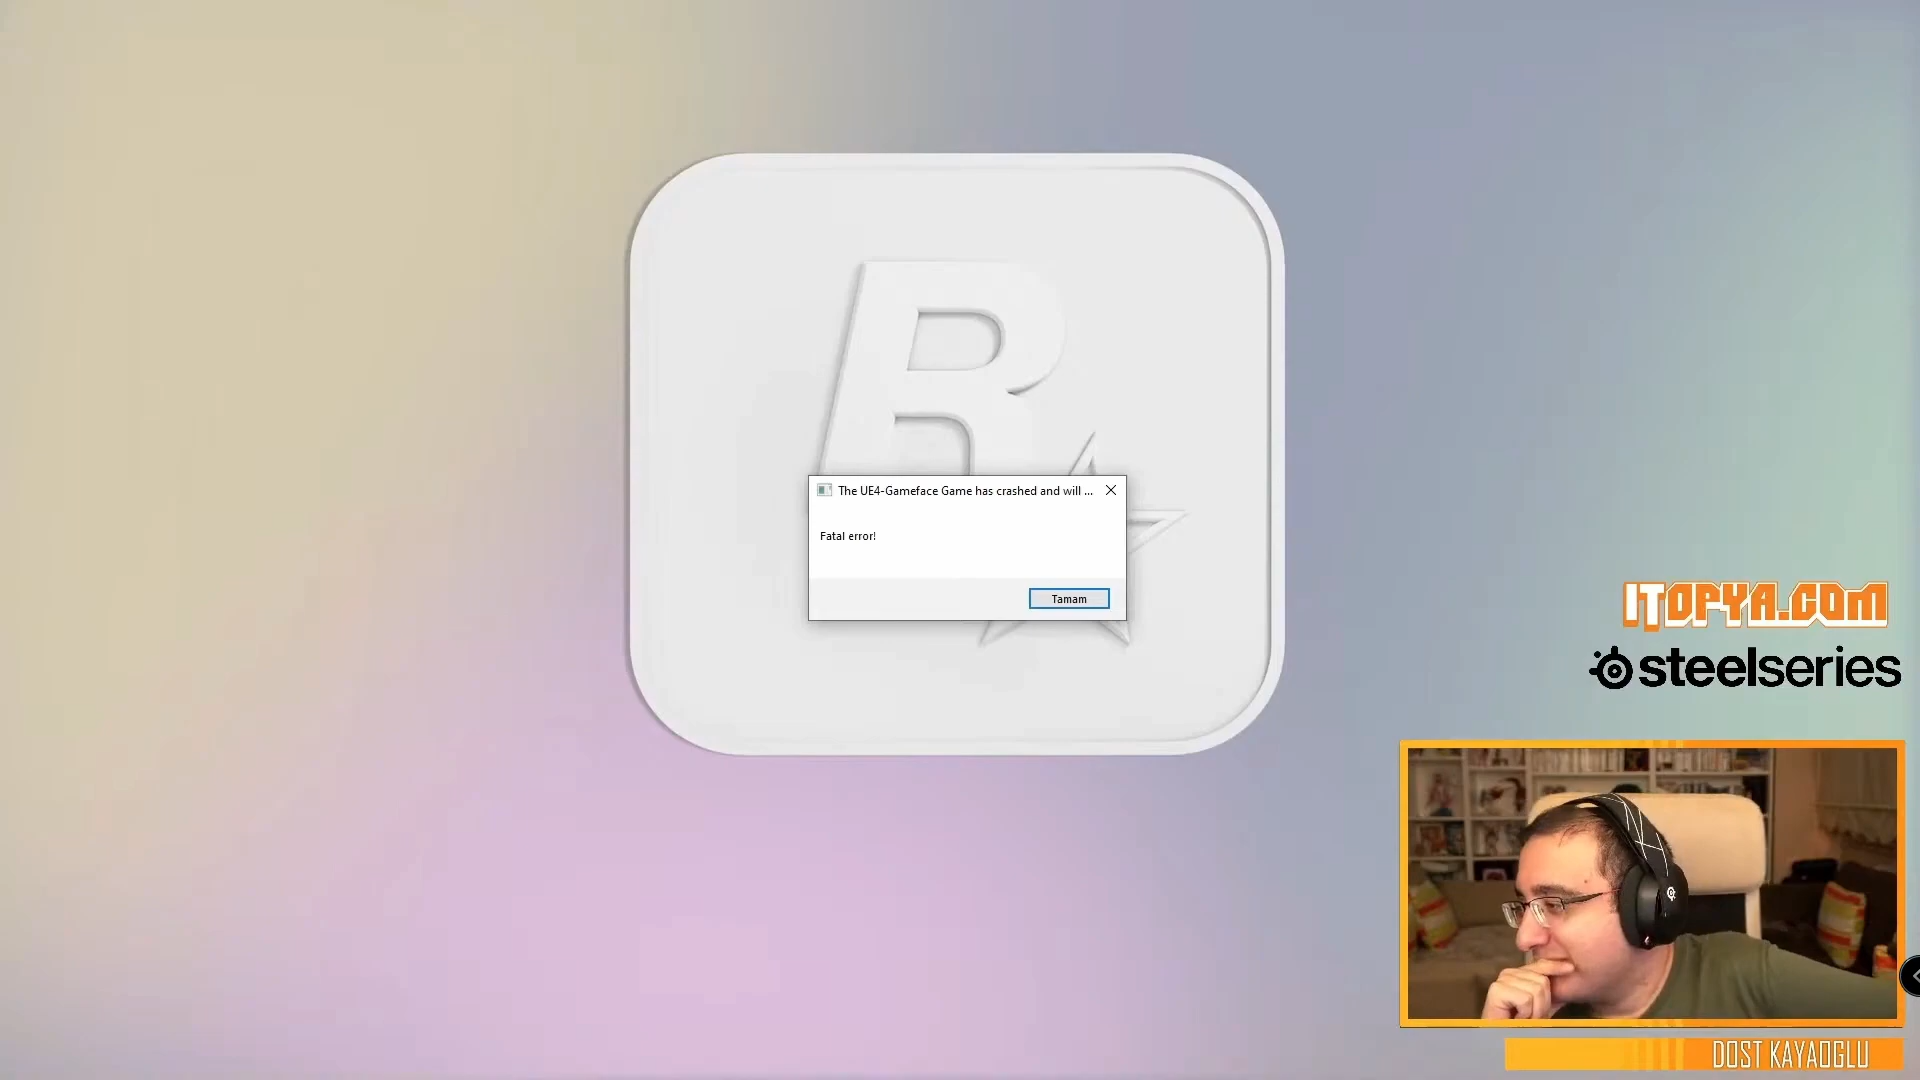 R
The UE4-Gameface Game has crashed and will ...
Fatal error!
Tamam
ITOPYA.COM
steelseries
DOST KAYAOGLU